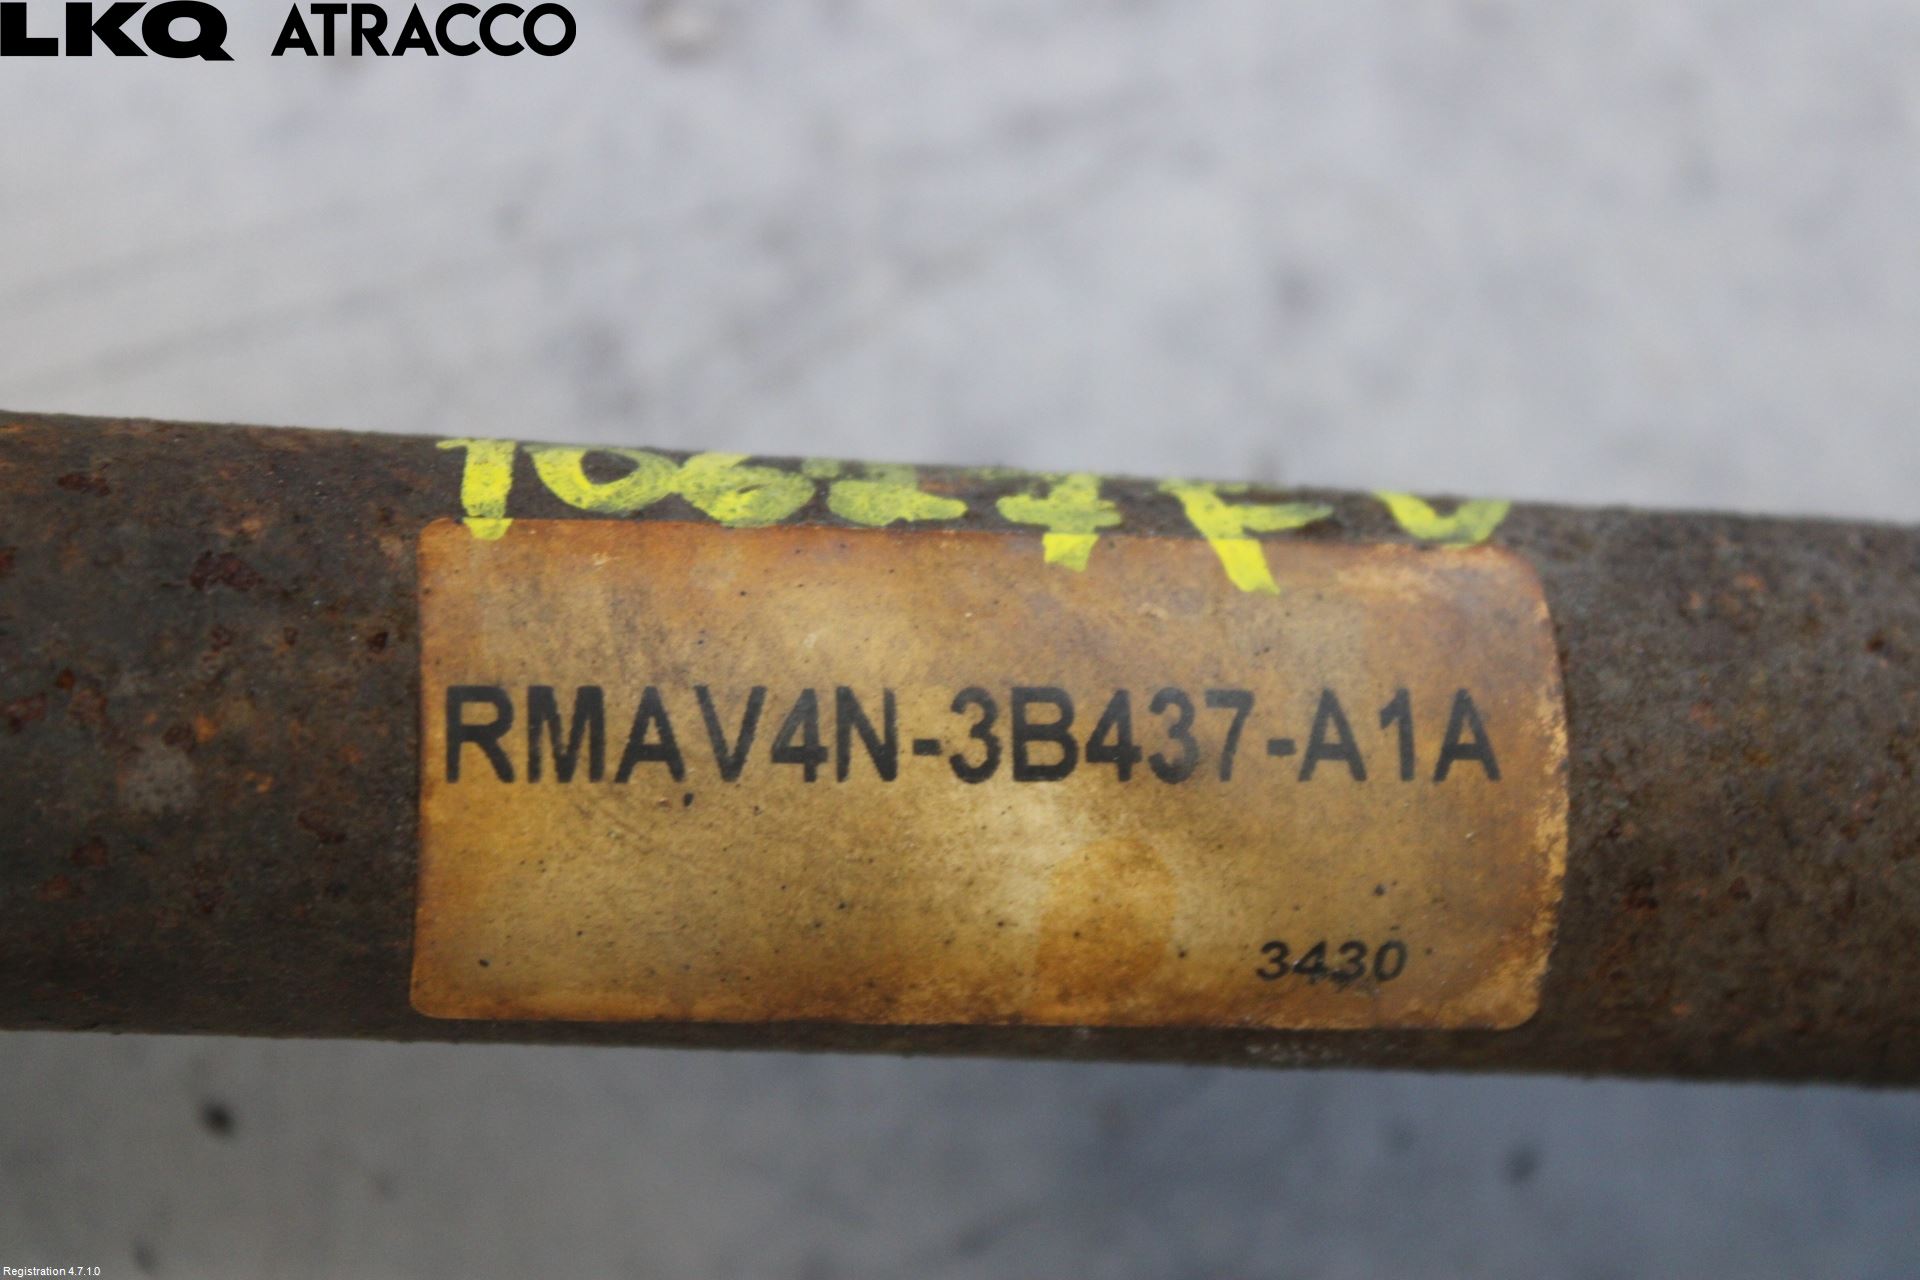 LKQ ATRACCO
RMAV4N-3B437-A1A
3430
Registration 4.7.1.0